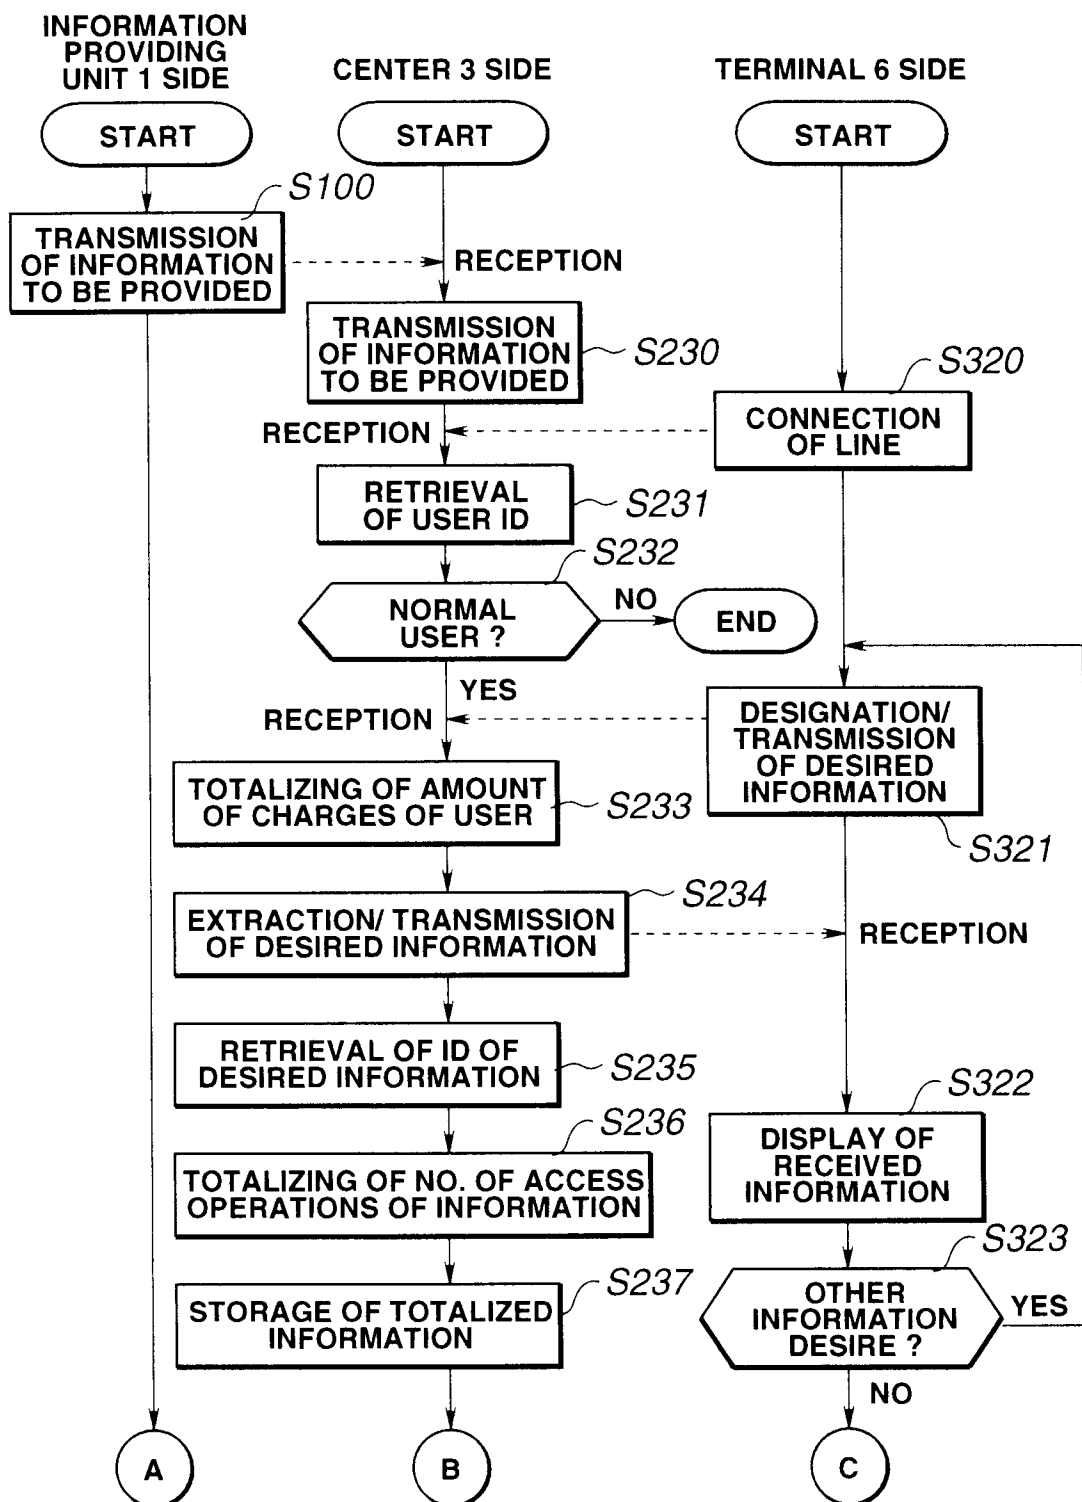 INFORMATION
PROVIDING
UNIT 1 SIDE
CENTER 3 SIDE
TERMINAL 6 SIDE
START
START
START
S100
TRANSMISSION
OF INFORMATION
TO BE PROVIDED
RECEPTION
TRANSMISSION
OF INFORMATION
TO BE PROVIDED
S230
S320
CONNECTION
OF LINE
RECEPTION
RETRIEVAL
OF USER ID
S231
S232
NORMAL
USER ?
NO
END
YES
RECEPTION
DESIGNATION/
TRANSMISSION
OF DESIRED
INFORMATION
S321
TOTALIZING OF AMOUNT
OF CHARGES OF USER
S233
S234
EXTRACTION/ TRANSMISSION
OF DESIRED INFORMATION
RECEPTION
RETRIEVAL OF ID OF
DESIRED INFORMATION
S235
S322
DISPLAY OF
RECEIVED
INFORMATION
S236
TOTALIZING OF NO. OF ACCESS
OPERATIONS OF INFORMATION
S323
OTHER
INFORMATION
DESIRE ?
YES
NO
S237
STORAGE OF TOTALIZED
INFORMATION
A
B
C